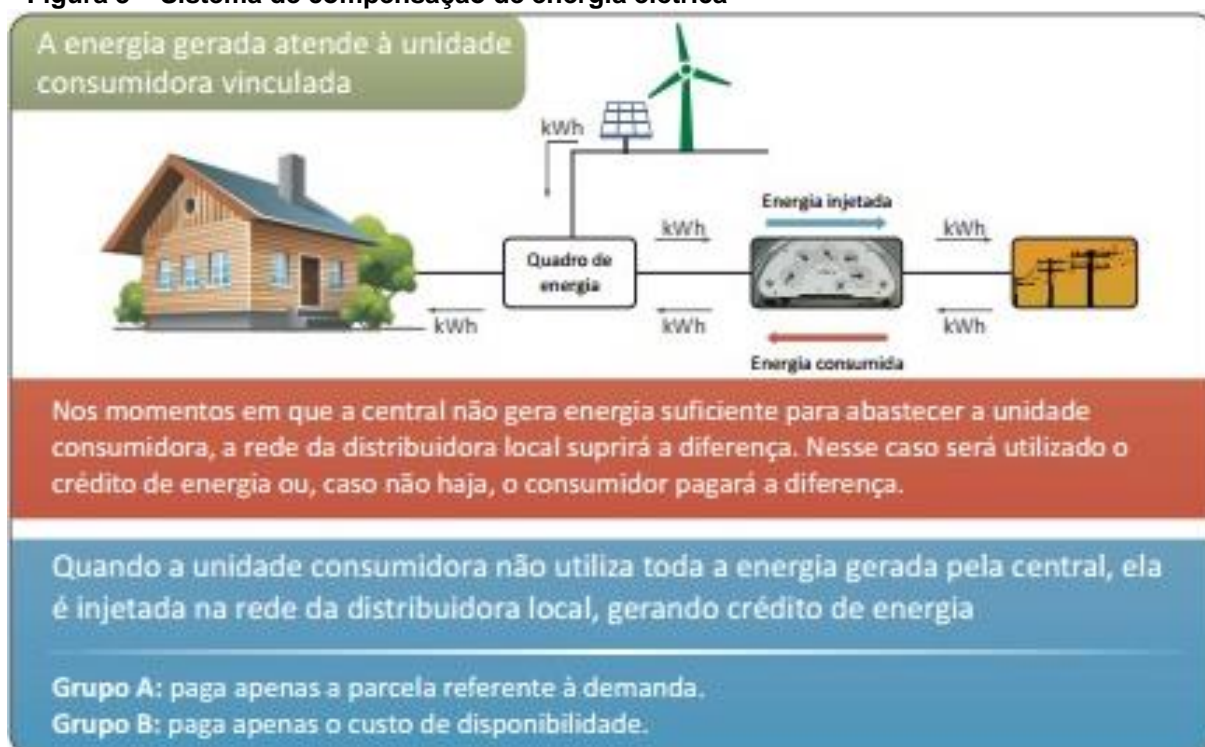 A energia gerada atende à unidade
consumidora vinculada
kWh
Energia injetada
kWh
kWh
Quadro de
energia
kWh
kWh
kWh
Energia consumida
Nos momentos em que a central não gera energia suficiente para abastecer a unidade
consumidora, a rede da distribuidora local suprirá a diferença. Nesse caso será utilizado o
crédito de energia ou, caso não haja, o consumidor pagará a diferença.
Quando a unidade consumidora não utiliza toda a energia gerada pela central, ela
é injetada na rede da distribuidora local, gerando crédito de energia
Grupo A: paga apenas a parcela referente à demanda.
Grupo B: paga apenas o custo de disponibilidade.